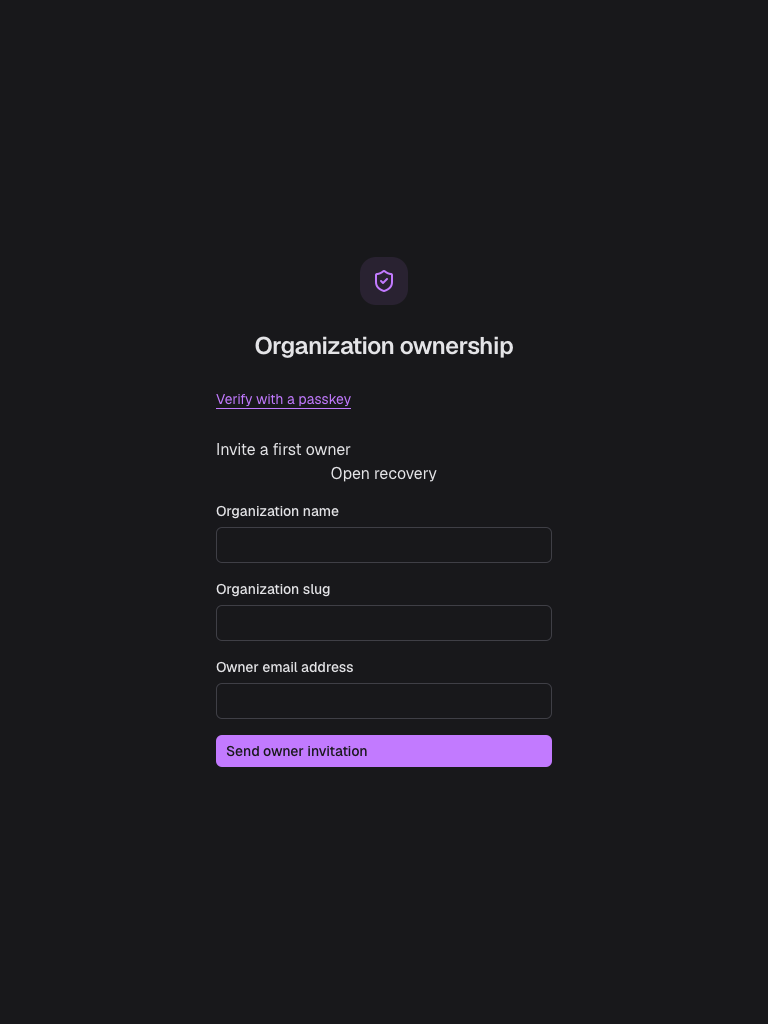 Organization ownership
Verify with a passkey
Invite a first owner
Open recovery
Organization name
Organization slug
Owner email address
Send owner invitation